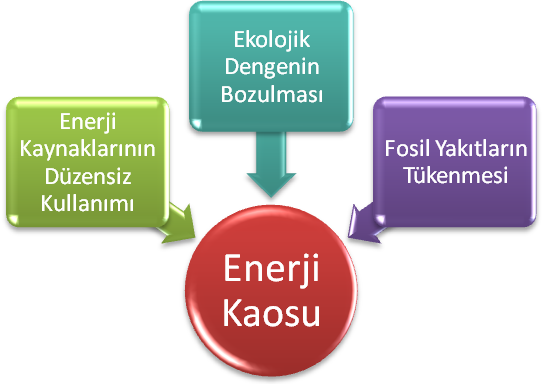 Enerji
Kaynaklarının
Düzensiz
Kullanımı
Ekolojik
Dengenin
Bozulması
Fosil Yakıtların
Tükenmesi
Enerji
Kaosu